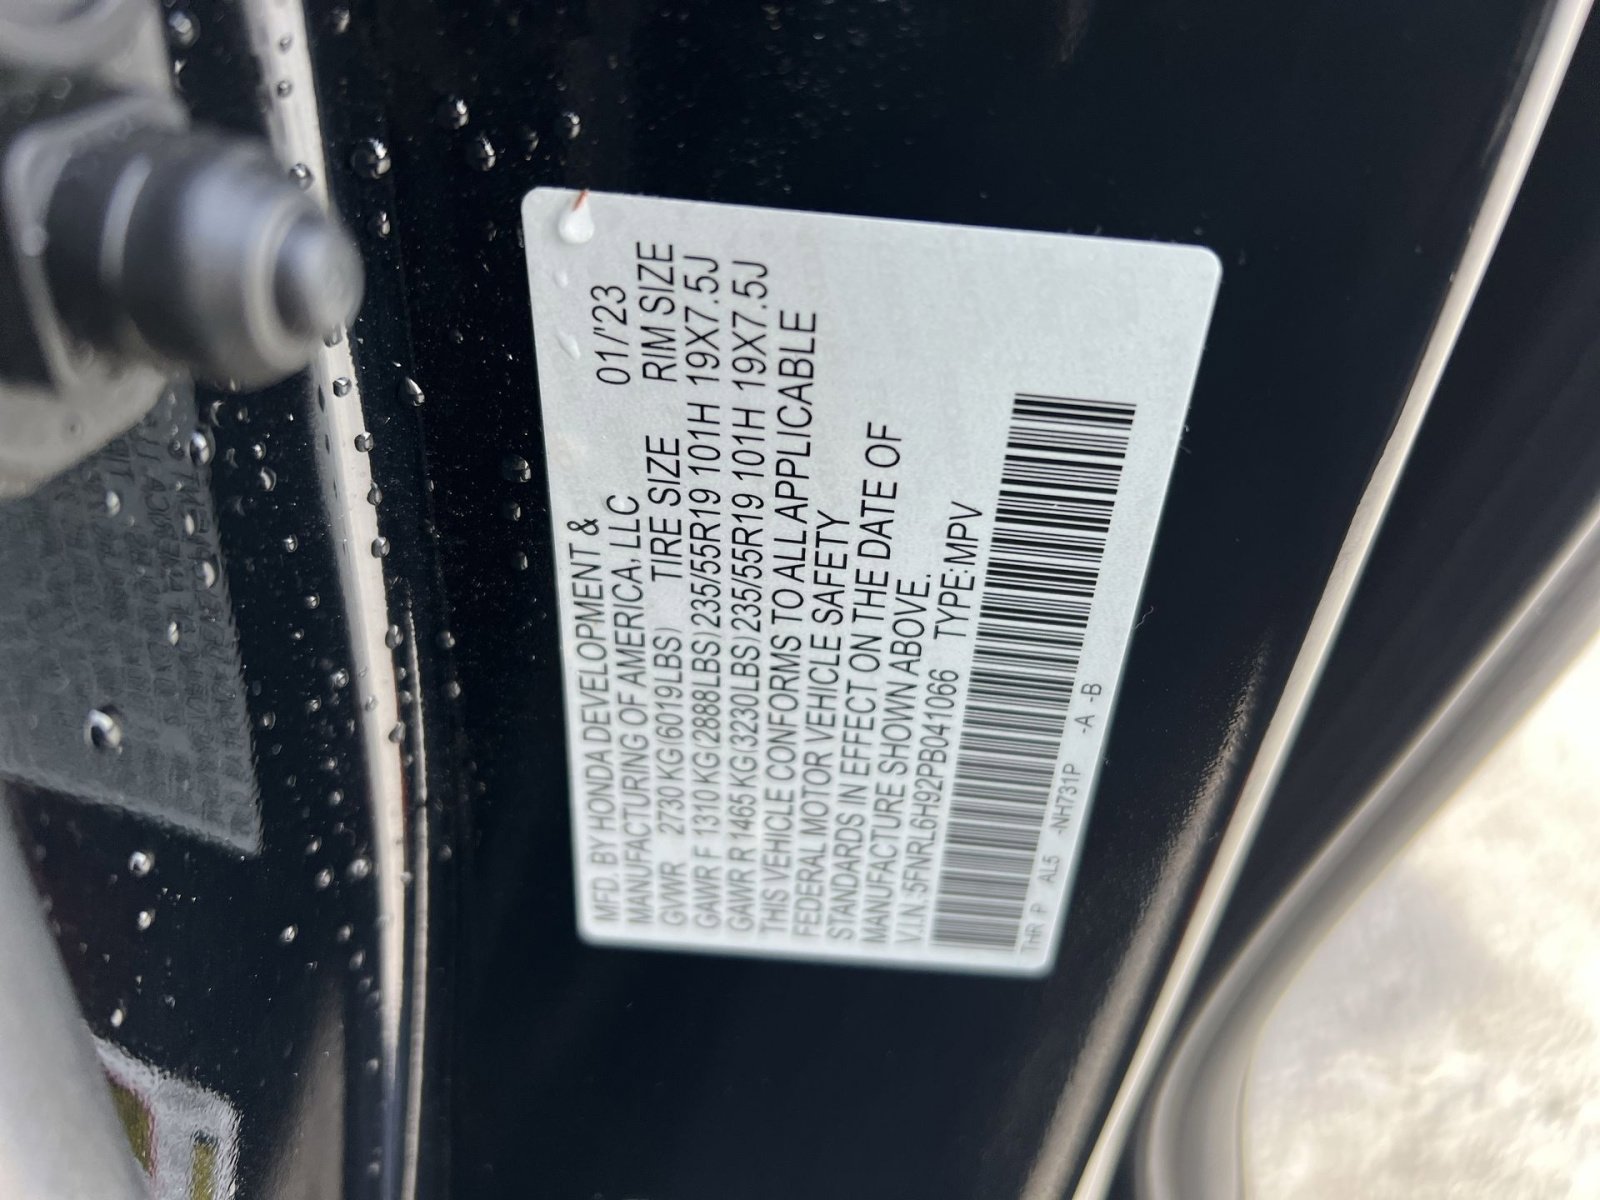 MFD. BY HONDA DEVELOPMENT &
MANUFACTURING OF AMERICA, LLC 01/'23
GVWR 2730 KG(6019LBS) TIRE SIZE RIM SIZE
GAWR F 1310 KG(2888LBS)235/55R19 101H 19X7.5J
GAWR R 1465 KG(3230LBS)235/55R19 101H 19X7.5J
THIS VEHICLE CONFORMS TO ALL APPLICABLE
FEDERAL MOTOR VEHICLE SAFETY
STANDARDS IN EFFECT ON THE DATE OF
MANUFACTURE SHOWN ABOVE.
V.I.N.5FNRL6H92PB041066 TYPE:MPV
THR P AL5 -NH731P -A -B